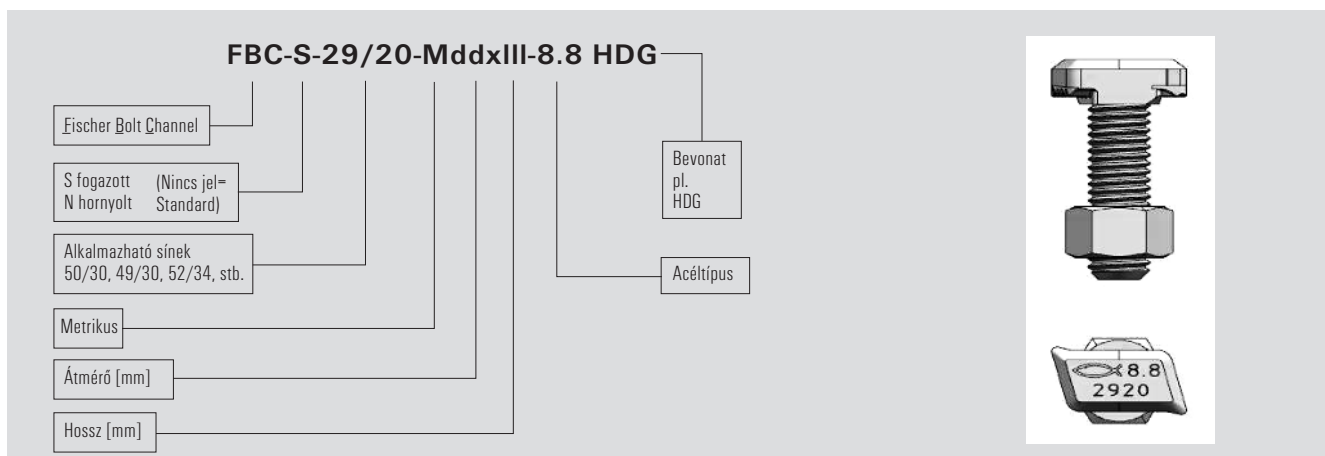 FBC-S-29/20-Mddxlll-8.8 HDG
Fischer Bolt Channel
S fogazott (Nincs jel=
N hornyolt Standard)
Alkalmazható sínek
50/30, 49/30, 52/34, stb.
Metrikus
Átmérő [mm]
Hossz [mm]
Bevonat
pl.
HDG
Acéltípus
8.8
2920